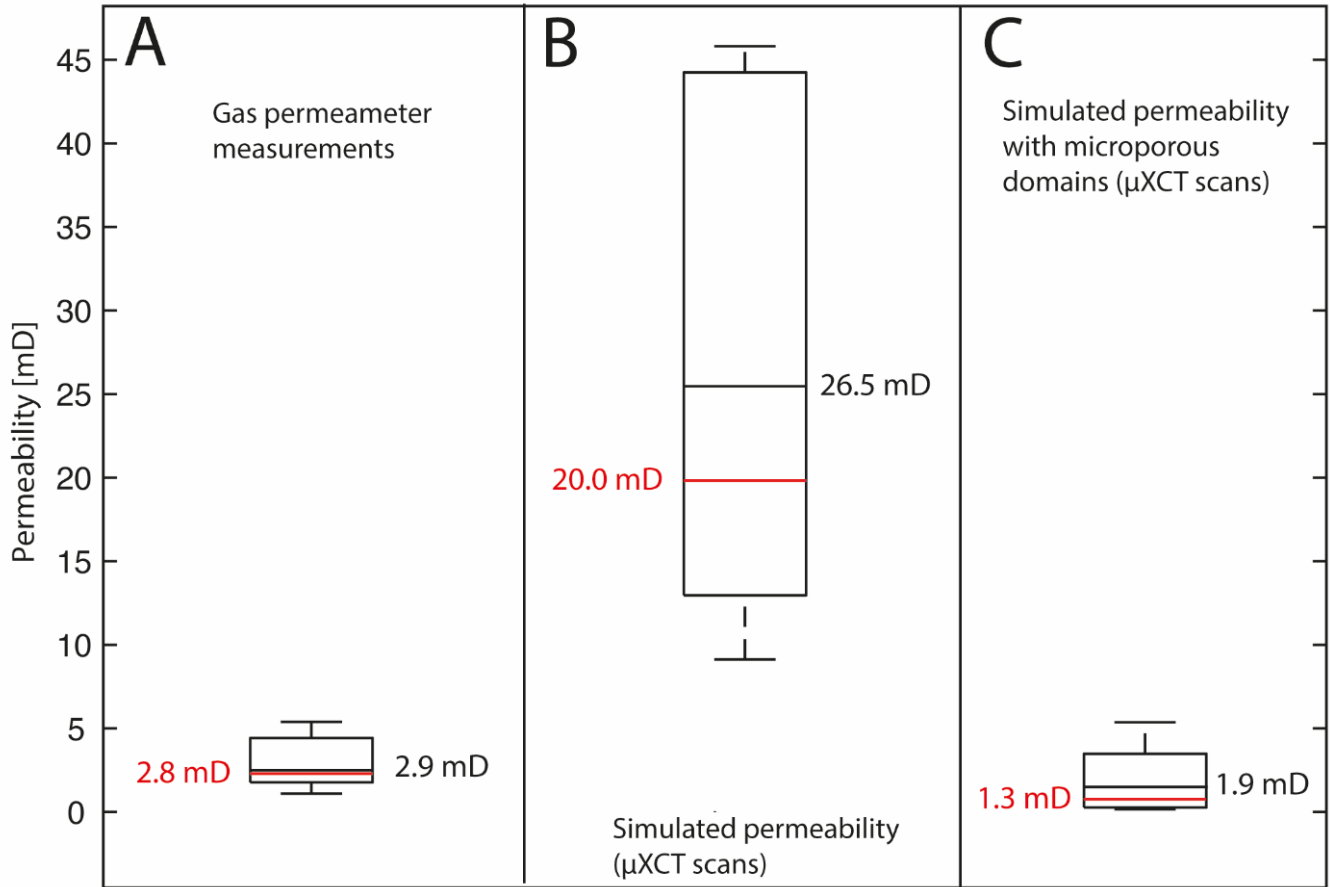 A
B
C
Gas permeameter
measurements
Simulated permeability
with microporous
domains (µXCT scans)
45
40
35
30
25
20
15
10
5
0
Permeability [mD]
26.5 mD
20.0 mD
2.8 mD
2.9 mD
1.3 mD
1.9 mD
Simulated permeability
(µXCT scans)